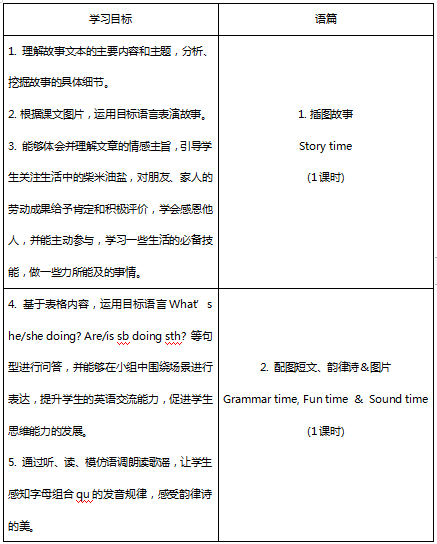 学习目标
语篇
1. 理解故事文本的主要内容和主题，分析、
挖掘故事的具体细节。
2. 根据课文图片，运用目标语言表演故事。
3. 能够体会并理解文章的情感主旨，引导学
生关注生活中的柴米油盐，对朋友、家人的
劳动成果给予肯定和积极评价，学会感恩他
人，并能主动参与，学习一些生活的必备技
能，做一些力所能及的事情。
1. 插图故事
Story time
(1课时)
4. 基于表格内容，运用目标语言 What's
he/she doing? Are/is sb doing sth? 等句
型进行问答，并能够在小组中围绕场景进行
表达，提升学生的英语交流能力，促进学生
思维能力的发展。
5. 通过听、读、模仿语调朗读歌谣，让学生
感知字母组合 qu 的发音规律，感受韵律诗
的美。
2. 配图短文、韵律诗＆图片
Grammar time, Fun time ＆ Sound time
(1课时)